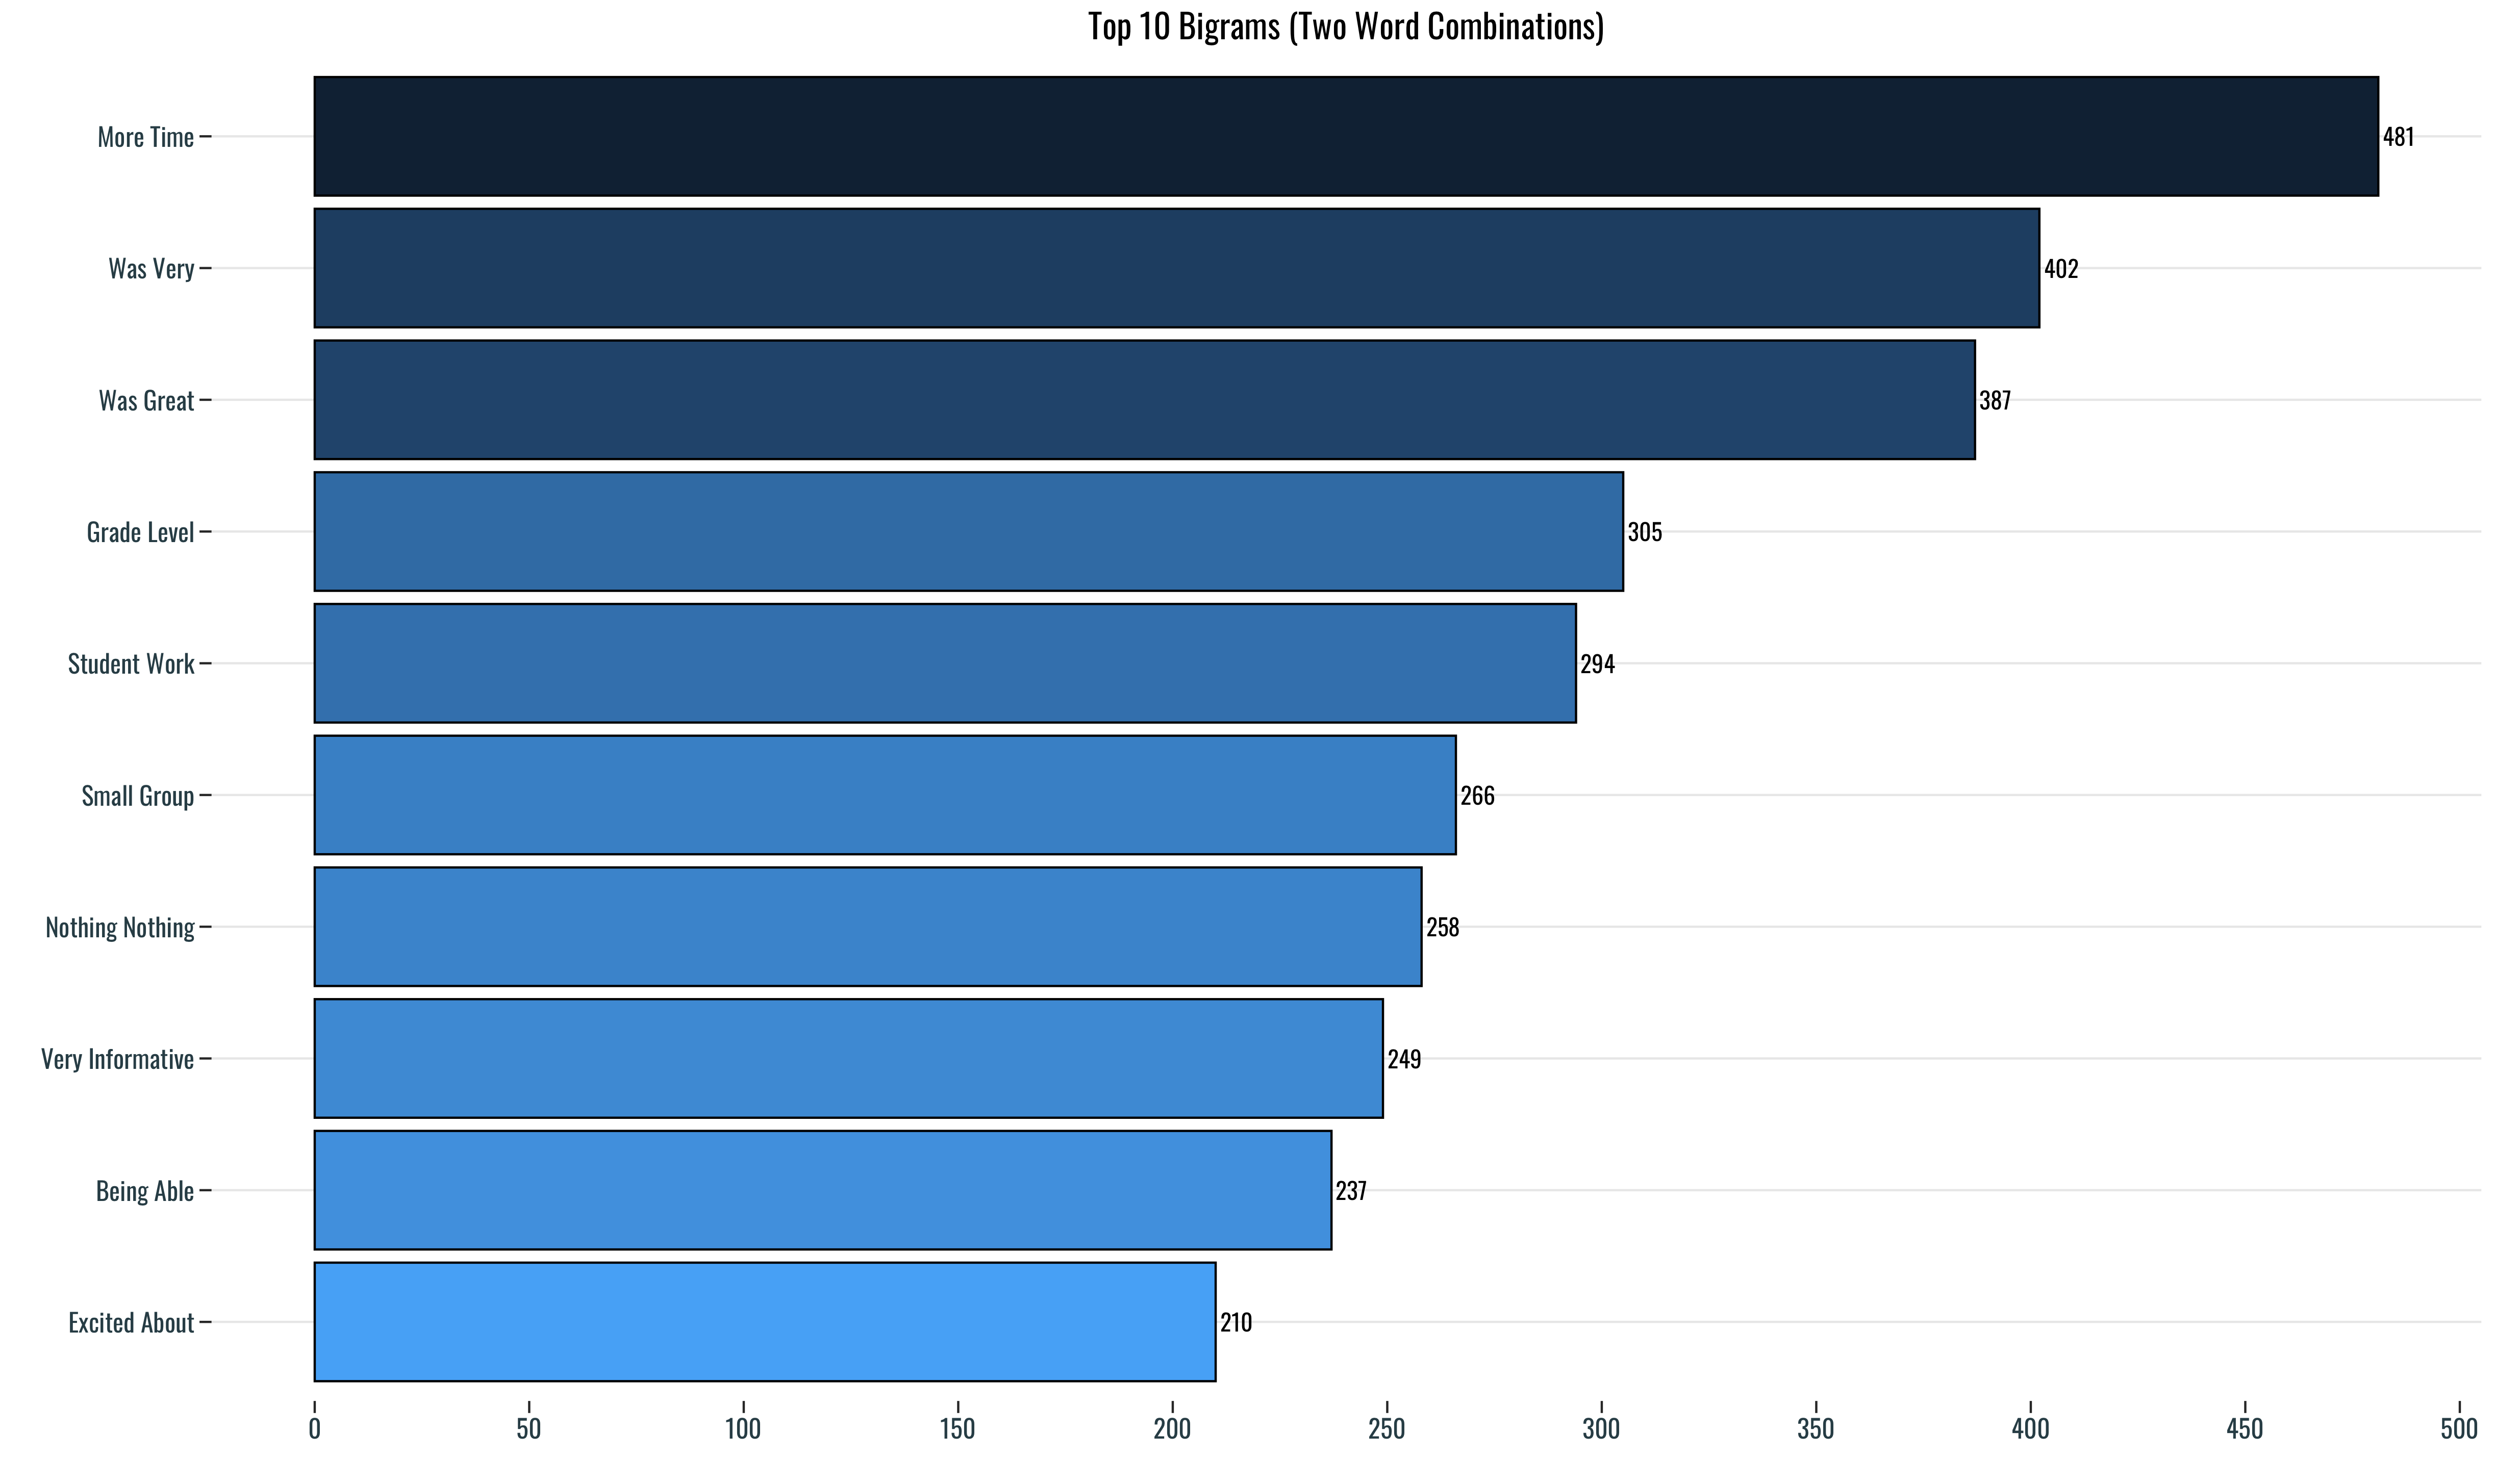 Top 10 Bigrams (Two Word Combinations)
More Time 481
Was Very 402
Was Great 387
Grade Level 305
Student Work 294
Small Group 266
Nothing Nothing 258
Very Informative 249
Being Able 237
Excited About 210
0 50 100 150 200 250 300 350 400 450 500